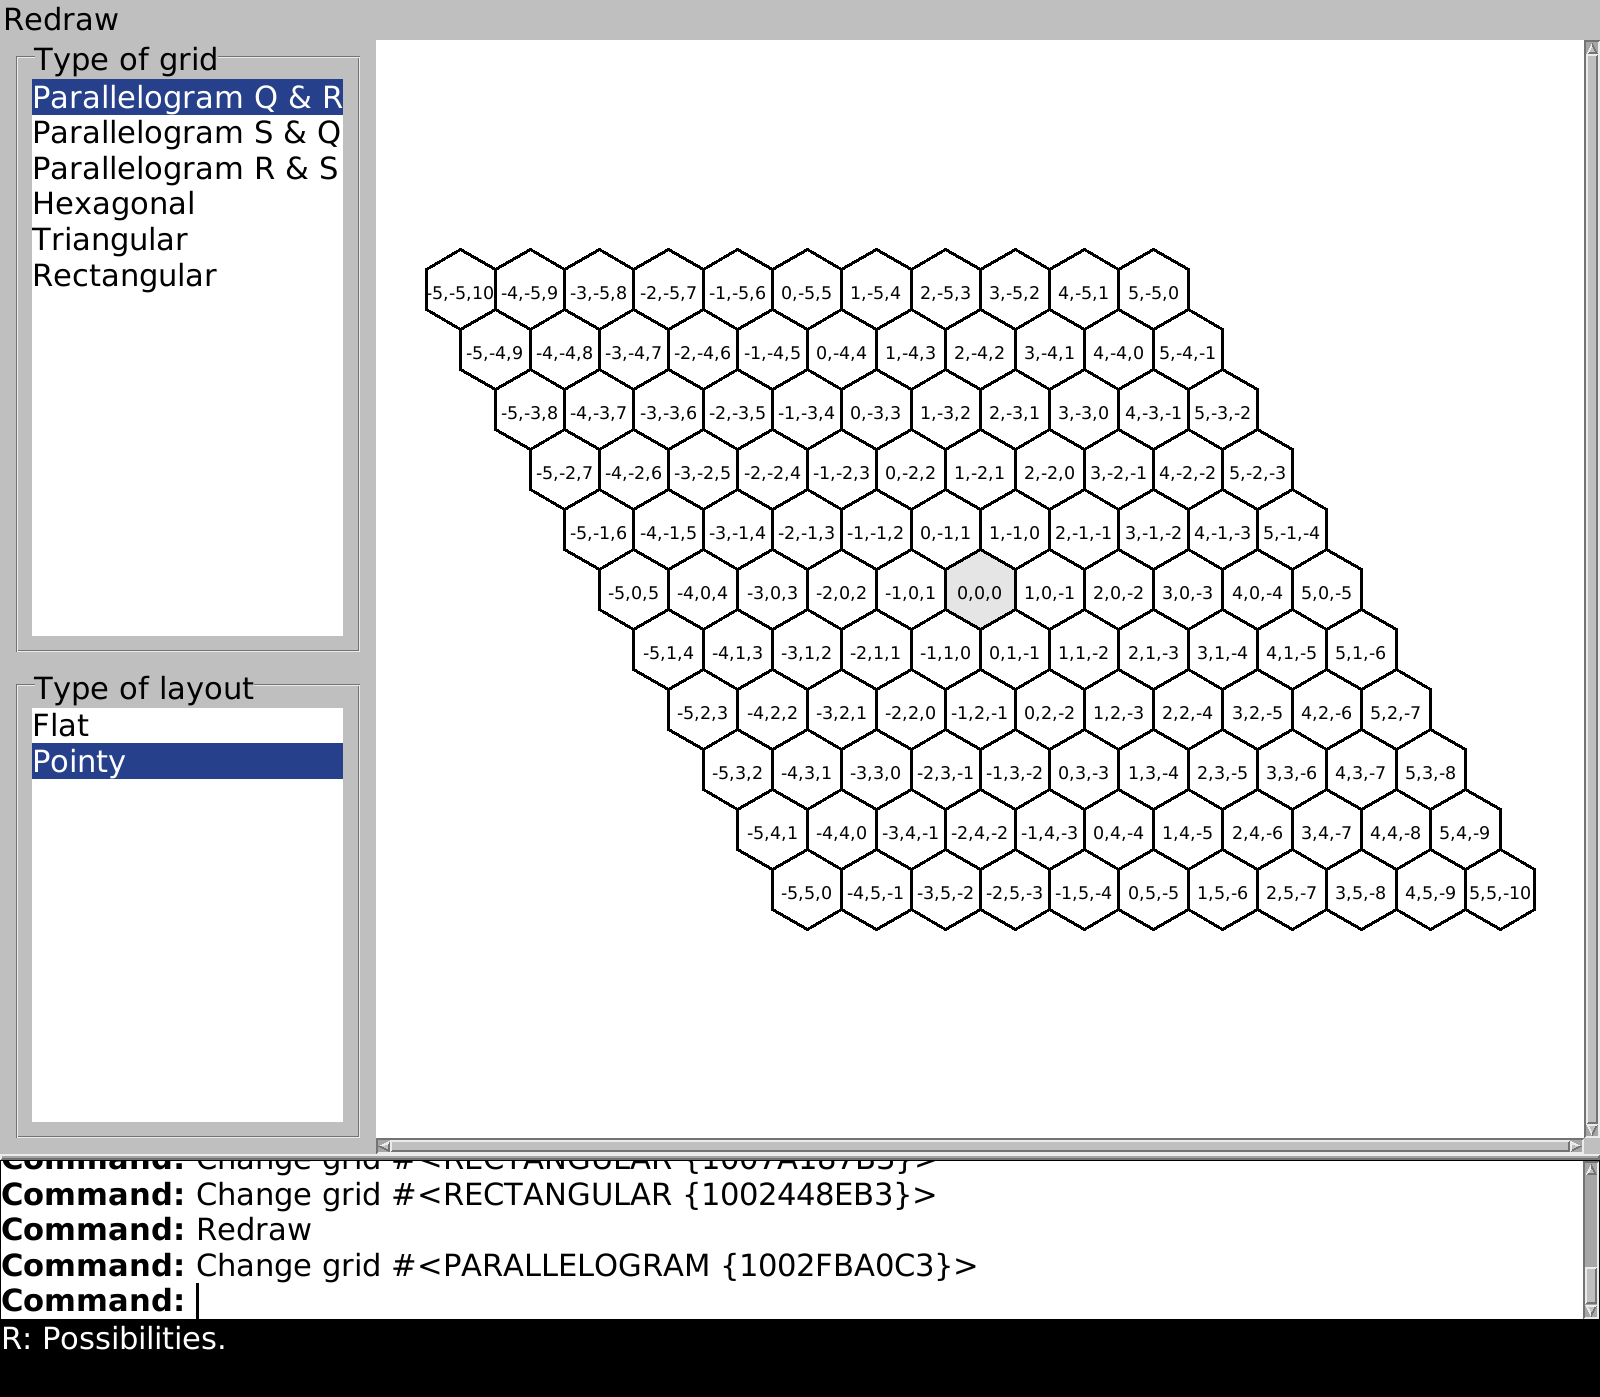 Redraw
Type of grid
Parallelogram Q & R
Parallelogram S & Q
Parallelogram R & S
Hexagonal
Triangular
Rectangular
Type of layout
Flat
Pointy
-5,-5,10 -4,-5,9 -3,-5,8 -2,-5,7 -1,-5,6 0,-5,5 1,-5,4 2,-5,3 3,-5,2 4,-5,1 5,-5,0
-5,-4,9 -4,-4,8 -3,-4,7 -2,-4,6 -1,-4,5 0,-4,4 1,-4,3 2,-4,2 3,-4,1 4,-4,0 5,-4,-1
-5,-3,8 -4,-3,7 -3,-3,6 -2,-3,5 -1,-3,4 0,-3,3 1,-3,2 2,-3,1 3,-3,0 4,-3,-1 5,-3,-2
-5,-2,7 -4,-2,6 -3,-2,5 -2,-2,4 -1,-2,3 0,-2,2 1,-2,1 2,-2,0 3,-2,-1 4,-2,-2 5,-2,-3
-5,-1,6 -4,-1,5 -3,-1,4 -2,-1,3 -1,-1,2 0,-1,1 1,-1,0 2,-1,-1 3,-1,-2 4,-1,-3 5,-1,-4
-5,0,5 -4,0,4 -3,0,3 -2,0,2 -1,0,1 0,0,0 1,0,-1 2,0,-2 3,0,-3 4,0,-4 5,0,-5
-5,1,4 -4,1,3 -3,1,2 -2,1,1 -1,1,0 0,1,-1 1,1,-2 2,1,-3 3,1,-4 4,1,-5 5,1,-6
-5,2,3 -4,2,2 -3,2,1 -2,2,0 -1,2,-1 0,2,-2 1,2,-3 2,2,-4 3,2,-5 4,2,-6 5,2,-7
-5,3,2 -4,3,1 -3,3,0 -2,3,-1 -1,3,-2 0,3,-3 1,3,-4 2,3,-5 3,3,-6 4,3,-7 5,3,-8
-5,4,1 -4,4,0 -3,4,-1 -2,4,-2 -1,4,-3 0,4,-4 1,4,-5 2,4,-6 3,4,-7 4,4,-8 5,4,-9
-5,5,0 -4,5,-1 -3,5,-2 -2,5,-3 -1,5,-4 0,5,-5 1,5,-6 2,5,-7 3,5,-8 4,5,-9 5,5,-10
Command: Change grid #<RECTANGULAR
Command: Change grid #<RECTANGULAR {1002448EB3}>
Command: Redraw
Command: Change grid #<PARALLELOGRAM {1002FBA0C3}>
Command:
R: Possibilities.